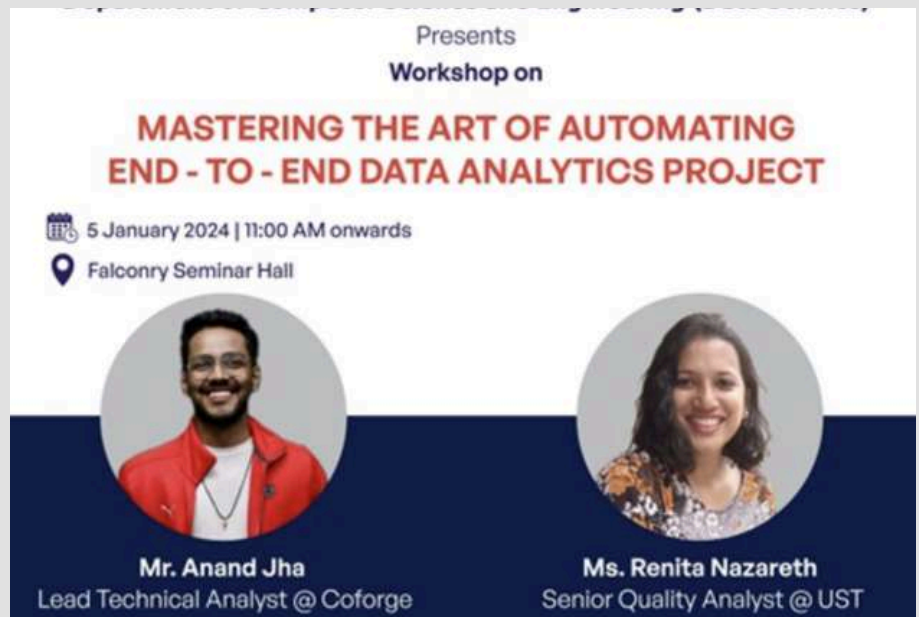 Presents
Workshop on
MASTERING THE ART OF AUTOMATING
END - TO - END DATA ANALYTICS PROJECT
5 January 2024 | 11:00 AM onwards
Falconry Seminar Hall
Mr. Anand Jha
Lead Technical Analyst @ Coforge
Ms. Renita Nazareth
Senior Quality Analyst @ UST